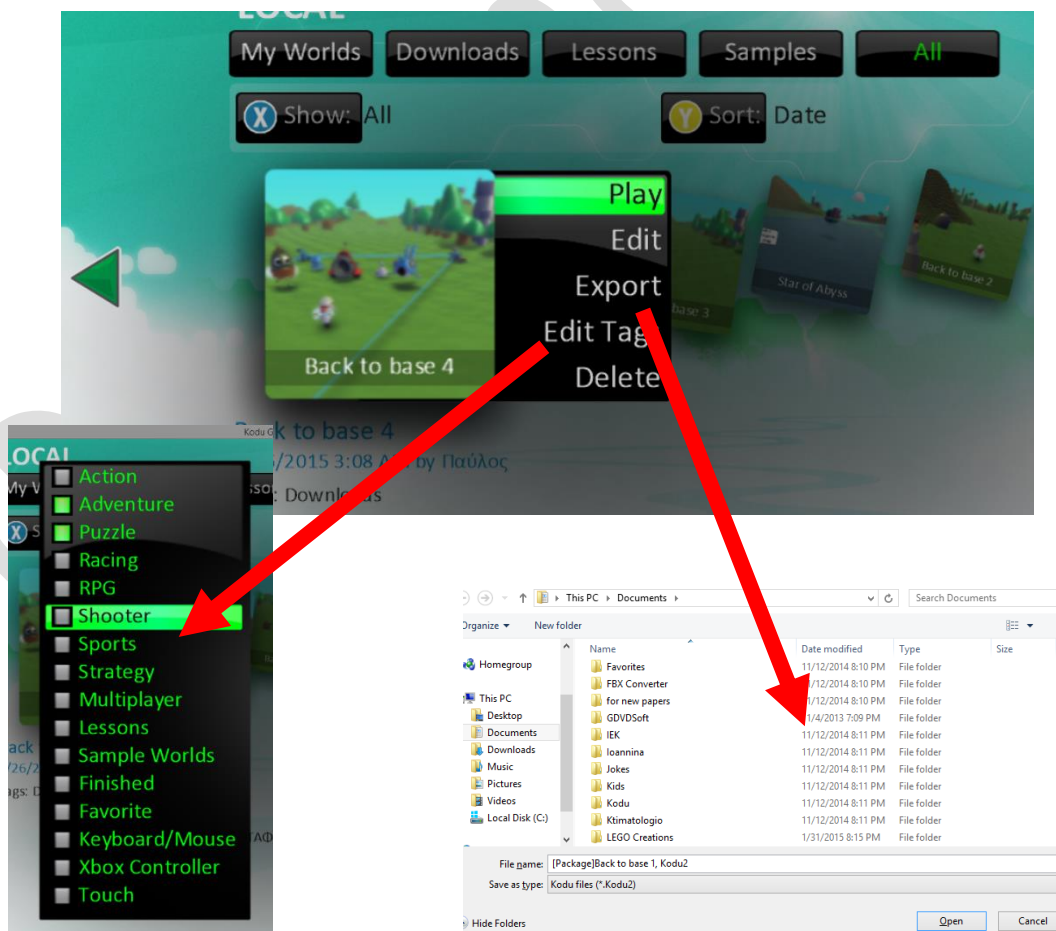 LOCAL
My Worlds Downloads Lessons Samples All
X Show: All Y Sort: Date
Play
Edit
Export
Edit Tag
Delete
Back to base 4
base 3
Star of Abyss
Back to base 2
k to base 4
/2015 3:08 by Παύλος
: Downloads
Kodu G
LOCAL
My
X S
Action
Adventure
Puzzle
Racing
RPG
Shooter
Sports
Strategy
Multiplayer
Lessons
Sample Worlds
Finished
Favorite
Keyboard/Mouse
Xbox Controller
Touch
This PC Documents Search Documents
Organize New folder
Homegroup
This PC
Desktop
Documents
Downloads
Music
Pictures
Videos
Local Disk (C:)
Name Date modified Type Size
Favorites 11/12/2014 8:10 PM File folder
FBX Converter 1/12/2014 8:10 PM File folder
for new papers 1/12/2014 8:10 PM File folder
GDVDSoft 1/4/2013 7:09 PM File folder
IEK 11/12/2014 8:11 PM File folder
Ioannina 11/12/2014 8:11 PM File folder
Jokes 11/12/2014 8:11 PM File folder
Kids 11/12/2014 8:11 PM File folder
Kodu 11/12/2014 8:11 PM File folder
Ktimatologio 11/12/2014 8:11 PM File folder
LEGO Creations 1/31/2015 8:15 PM File folder
File name: [Package]Back to base 1, Kodu2
Save as type: Kodu files (*.Kodu2)
Hide Folders Open Cancel